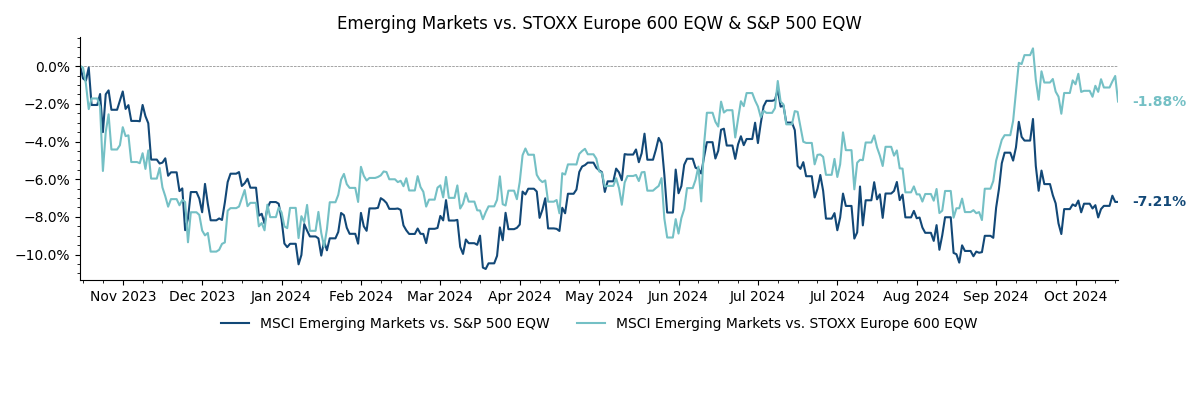 Emerging Markets vs. STOXX Europe 600 EQW & S&P 500 EQW
0.0%
−2.0%
−4.0%
−6.0%
−8.0%
−10.0%
-1.88%
-7.21%
Nov 2023 Dec 2023 Jan 2024 Feb 2024 Mar 2024 Apr 2024 May 2024 Jun 2024 Jul 2024 Jul 2024 Aug 2024 Sep 2024 Oct 2024
MSCI Emerging Markets vs. S&P 500 EQW MSCI Emerging Markets vs. STOXX Europe 600 EQW